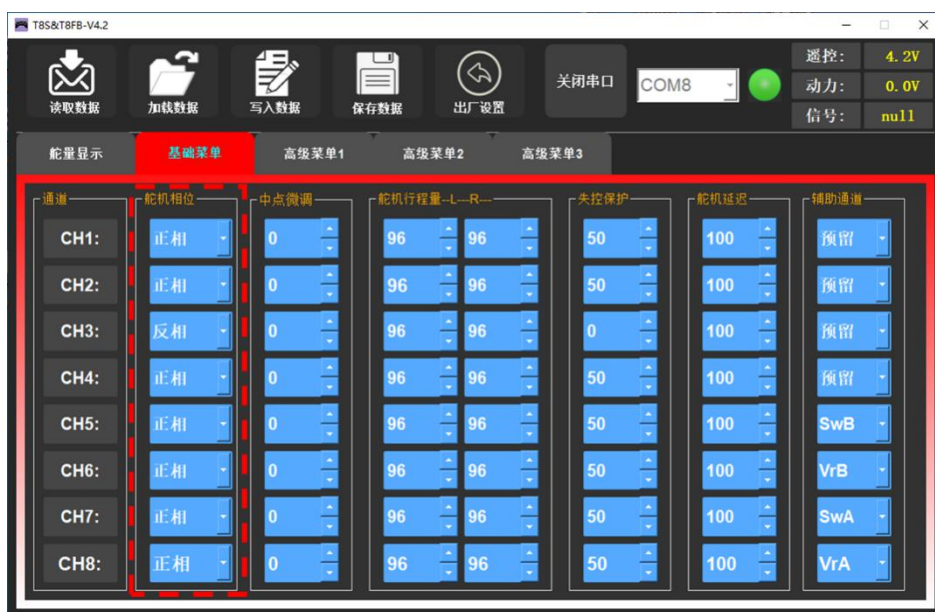 T8S&T8FB-V4.2
读取数据 加载数据 写入数据 保存数据 出厂设置 关闭串口 COM8
遥控: 4.2V
动力: 0.0V
信号: null
舵量显示 基础菜单 高级菜单1 高级菜单2 高级菜单3
通道 舵机相位 中点微调 舵机行程量--L---R--- 失控保护 舵机延迟 辅助通道
CH1: 正相 0 96 96 50 100 预留
CH2: 正相 0 96 96 50 100 预留
CH3: 反相 0 96 96 0 100 预留
CH4: 正相 0 96 96 50 100 预留
CH5: 正相 0 96 96 50 100 SwB
CH6: 正相 0 96 96 50 100 VrB
CH7: 正相 0 96 96 50 100 SwA
CH8: 正相 0 96 96 50 100 VrA